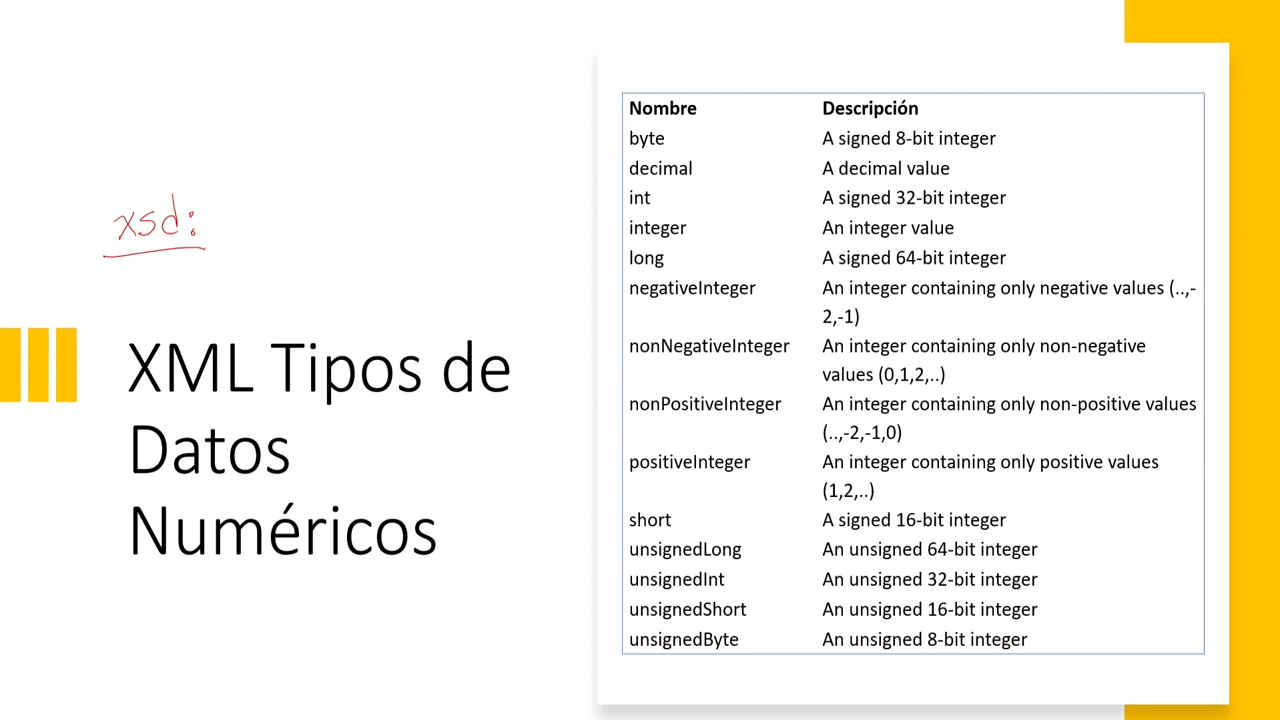 xsd:
XML Tipos de
Datos
Numéricos
Nombre Descripción
byte A signed 8-bit integer
decimal A decimal value
int A signed 32-bit integer
integer An integer value
long A signed 64-bit integer
negativeInteger An integer containing only negative values (..,-
2,-1)
nonNegativeInteger An integer containing only non-negative
values (0,1,2,..)
nonPositiveInteger An integer containing only non-positive values
(..,-2,-1,0)
positiveInteger An integer containing only positive values
(1,2,..)
short A signed 16-bit integer
unsignedLong An unsigned 64-bit integer
unsignedInt An unsigned 32-bit integer
unsignedShort An unsigned 16-bit integer
unsignedByte An unsigned 8-bit integer